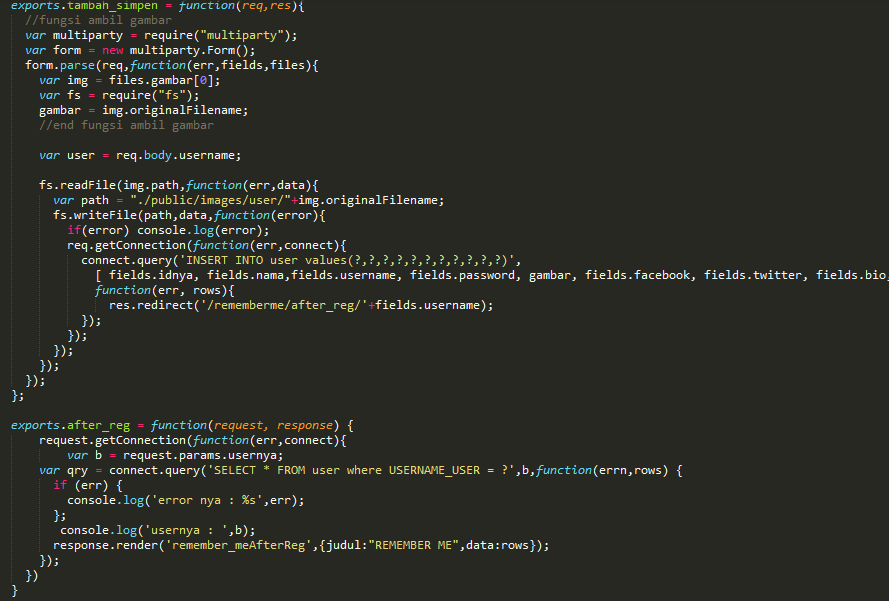 exports.tambah_simpen = function(req,res){
//fungsi ambil gambar
var multiparty = require("multiparty");
var form = new multiparty.Form();
form.parse(req,function(err,fields,files){
var img = files.gambar[0];
var fs = require("fs");
gambar = img.originalFilename;
//end fungsi ambil gambar
var user = req.body.username;
fs.readFile(img.path,function(err,data){
var path = "./public/images/user/"+img.originalFilename;
fs.writeFile(path,data,function(error){
if(error) console.log(error);
req.getConnection(function(err,connect){
connect.query('INSERT INTO user values(?,?,?,?,?,?,?,?,?,?,?)',
[ fields.idnya, fields.nama,fields.username, fields.password, gambar, fields.facebook, fields.twitter, fields.bio,
function(err, rows){
res.redirect('/rememberme/after_reg/'+fields.username);
});
});
});
});
});
};
exports.after_reg = function(request, response) {
request.getConnection(function(err,connect){
var b = request.params.usernya;
var qry = connect.query('SELECT * FROM user where USERNAME_USER = ?',b,function(errn,rows) {
if (err) {
console.log('error nya : %s',err);
};
console.log('usernya : ',b);
response.render('remember_meAfterReg',{judul:"REMEMBER ME",data:rows});
});
})
}